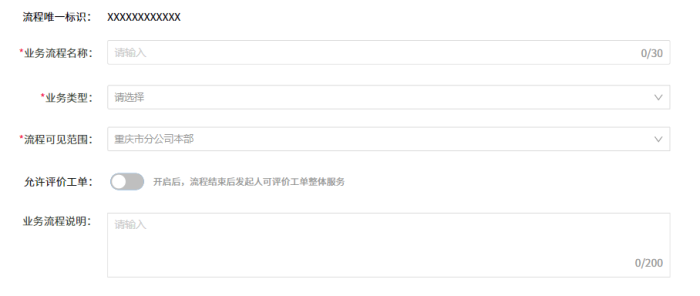 流程唯一标识： XXXXXXXXXXXX
*业务流程名称： 请输入 0/30
*业务类型： 请选择
*流程可见范围： 重庆市分公司本部
允许评价工单： 开启后，流程结束后发起人可评价工单整体服务
业务流程说明： 请输入
0/200